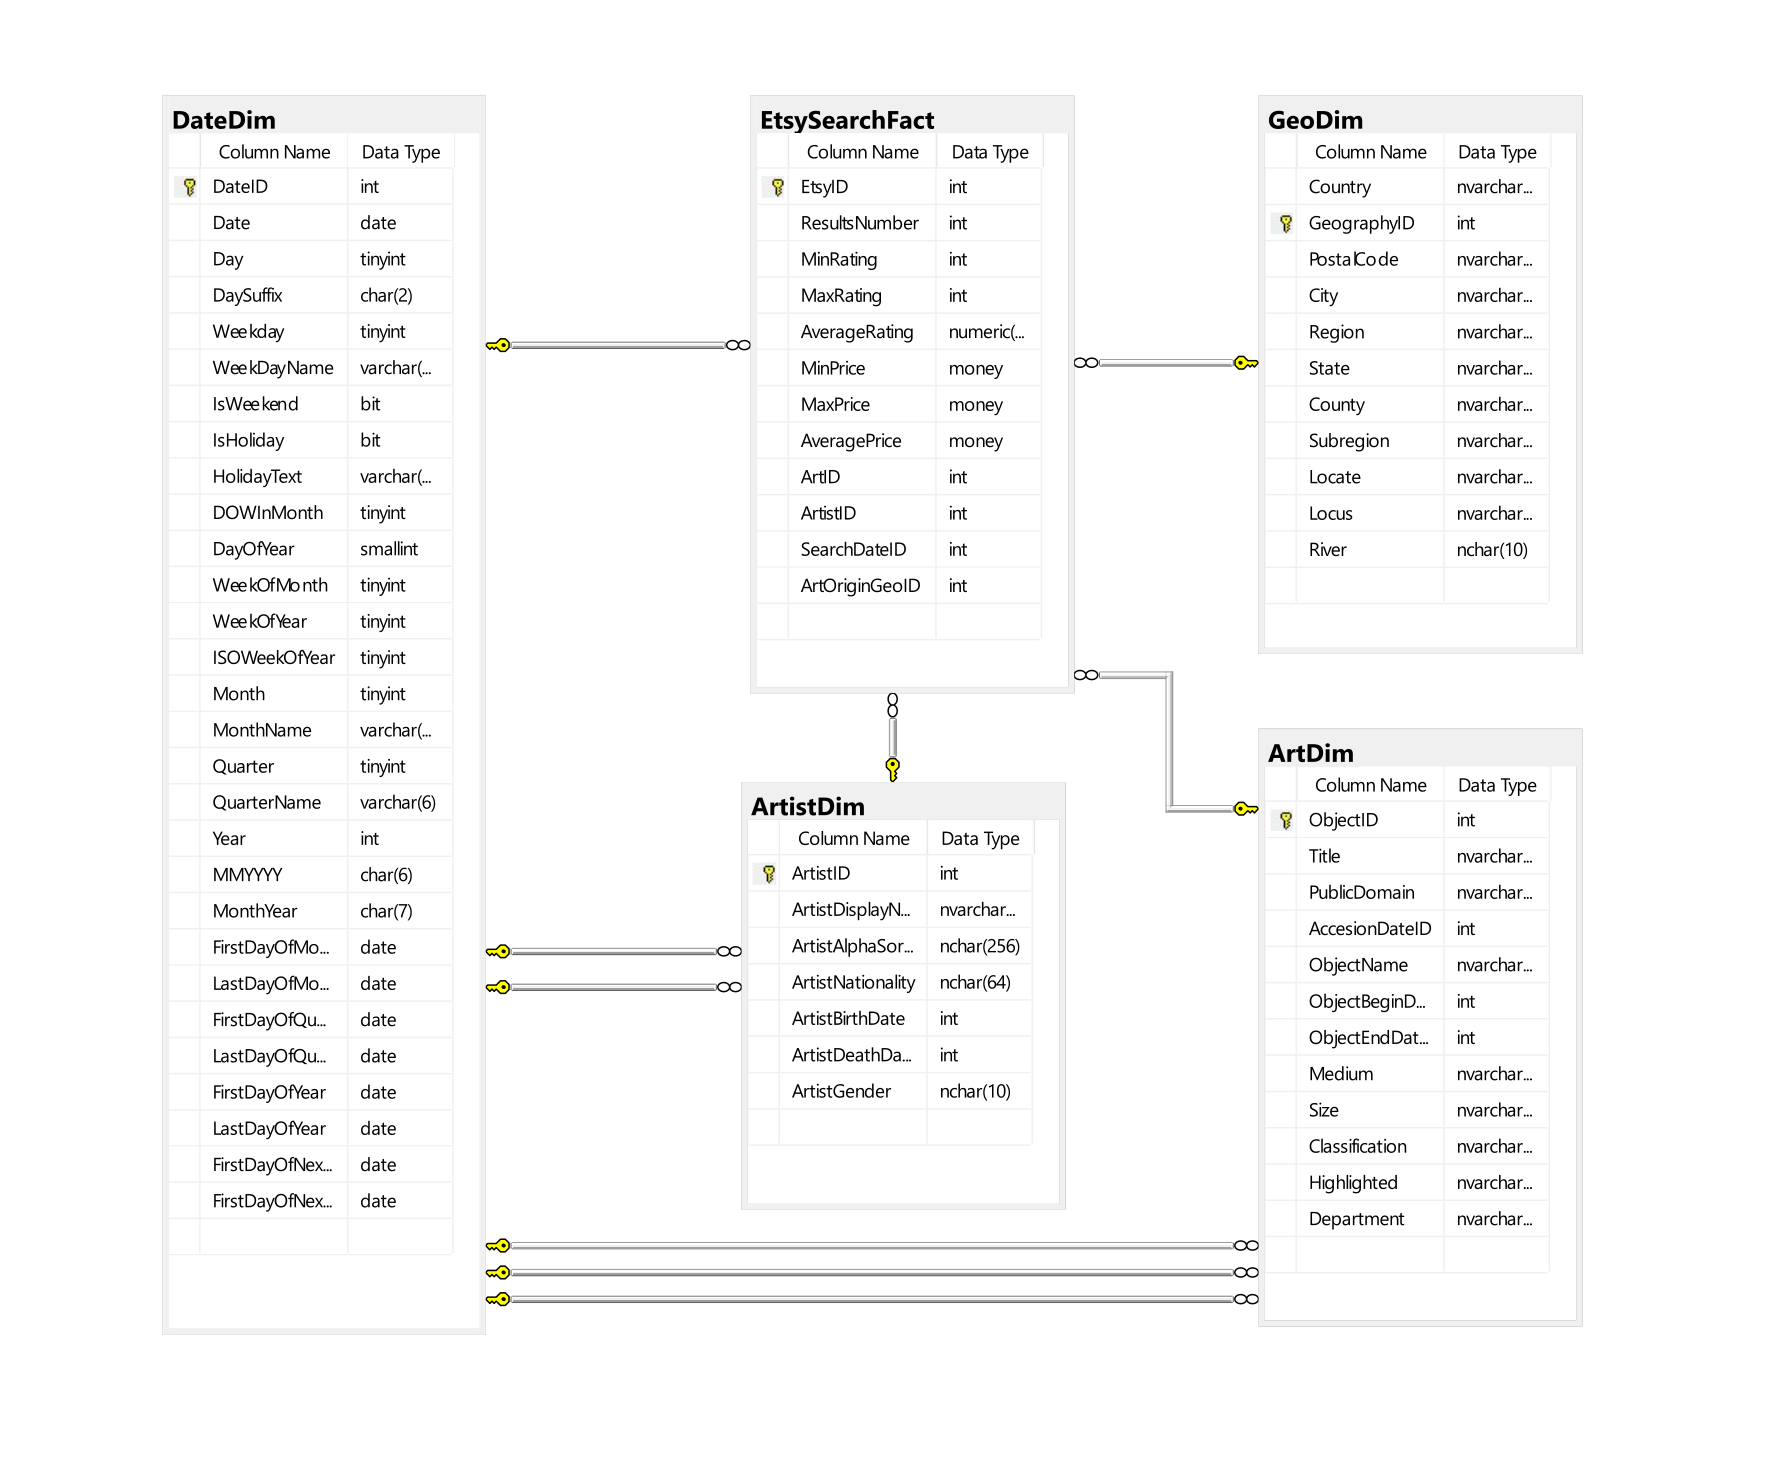 DateDim
Column Name Data Type
DateID int
Date date
Day tinyint
DaySuffix char(2)
Weekday tinyint
WeekDayName varchar(...
IsWeekend bit
IsHoliday bit
HolidayText varchar(...
DOWInMonth tinyint
DayOfYear smallint
WeekOfMonth tinyint
WeekOfYear tinyint
ISOWeekOfYear tinyint
Month tinyint
MonthName varchar(...
Quarter tinyint
QuarterName varchar(6)
Year int
MMYYYY char(6)
MonthYear char(7)
FirstDayOfMo... date
LastDayOfMo... date
FirstDayOfQu... date
LastDayOfQu... date
FirstDayOfYear date
LastDayOfYear date
FirstDayOfNex... date
FirstDayOfNex... date
EtsySearchFact
Column Name Data Type
EtsyID int
ResultsNumber int
MinRating int
MaxRating int
AverageRating numeric(...
MinPrice money
MaxPrice money
AveragePrice money
ArtID int
ArtistID int
SearchDateID int
ArtOriginGeoID int
GeoDim
Column Name Data Type
Country nvarchar...
GeographyID int
PostalCode nvarchar...
City nvarchar...
Region nvarchar...
State nvarchar...
County nvarchar...
Subregion nvarchar...
Locate nvarchar...
Locus nvarchar...
River nchar(10)
ArtistDim
Column Name Data Type
ArtistID int
ArtistDisplayN... nvarchar...
ArtistAlphaSor... nchar(256)
ArtistNationality nchar(64)
ArtistBirthDate int
ArtistDeathDa... int
ArtistGender nchar(10)
ArtDim
Column Name Data Type
ObjectID int
Title nvarchar...
PublicDomain nvarchar...
AccesionDateID int
ObjectName nvarchar...
ObjectBeginD... int
ObjectEndDat... int
Medium nvarchar...
Size nvarchar...
Classification nvarchar...
Highlighted nvarchar...
Department nvarchar...